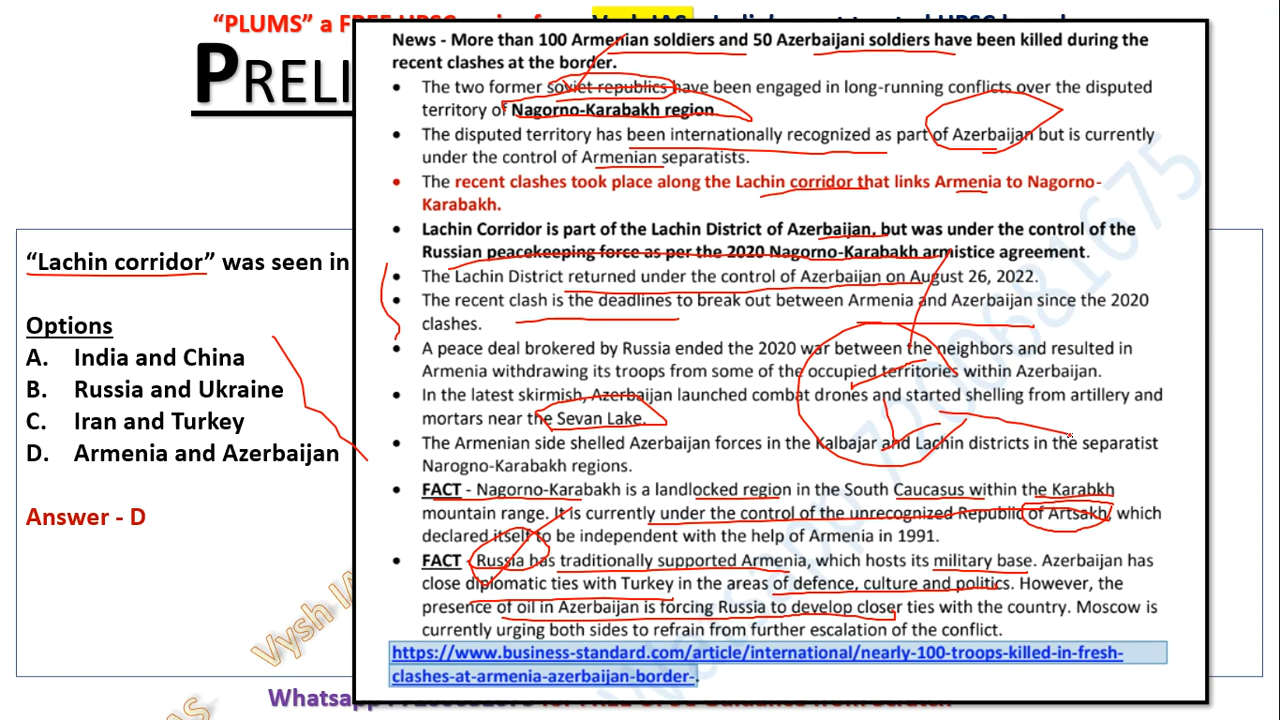 “PLUMS” a F
PRELI
“Lachin corridor” was seen in
Options
A. India and China
B. Russia and Ukraine
C. Iran and Turkey
D. Armenia and Azerbaijan
Answer - D
News - More than 100 Armenian soldiers and 50 Azerbaijani soldiers have been killed during the
recent clashes at the border.
• The two former soviet republics have been engaged in long-running conflicts over the disputed
territory of Nagorno-Karabakh region.
• The disputed territory has been internationally recognized as part of Azerbaijan but is currently
under the control of Armenian separatists.
• The recent clashes took place along the Lachin corridor that links Armenia to Nagorno-
Karabakh.
Lachin Corridor is part of the Lachin District of Azerbaijan, but was under the control of the
Russian peacekeeping force as per the 2020 Nagorno-Karabakh armistice agreement.
• The Lachin District returned under the control of Azerbaijan on August 26, 2022.
• The recent clash is the deadlines to break out between Armenia and Azerbaijan since the 2020
clashes.
• A peace deal brokered by Russia ended the 2020 war between the neighbors and resulted in
Armenia withdrawing its troops from some of the occupied territories within Azerbaijan.
• In the latest skirmish, Azerbaijan launched combat drones and started shelling from artillery and
mortars near the Sevan Lake.
• The Armenian side shelled Azerbaijan forces in the Kalbajar and Lachin districts in the separatist
Narogno-Karabakh regions.
• FACT - Nagorno-Karabakh is a landlocked region in the South Caucasus within the Karabkh
mountain range. It is currently under the control of the unrecognized Republic of Artsakh, which
declared itself to be independent with the help of Armenia in 1991.
• FACT - Russia has traditionally supported Armenia, which hosts its military base. Azerbaijan has
close diplomatic ties with Turkey in the areas of defence, culture and politics. However, the
presence of oil in Azerbaijan is forcing Russia to develop closer ties with the country. Moscow is
currently urging both sides to refrain from further escalation of the conflict.
https://www.business-standard.com/article/international/nearly-100-troops-killed-in-fresh-
clashes-at-armenia-azerbaijan-border-.
Whatsapp 7200681675
Vysh
Whatsapp